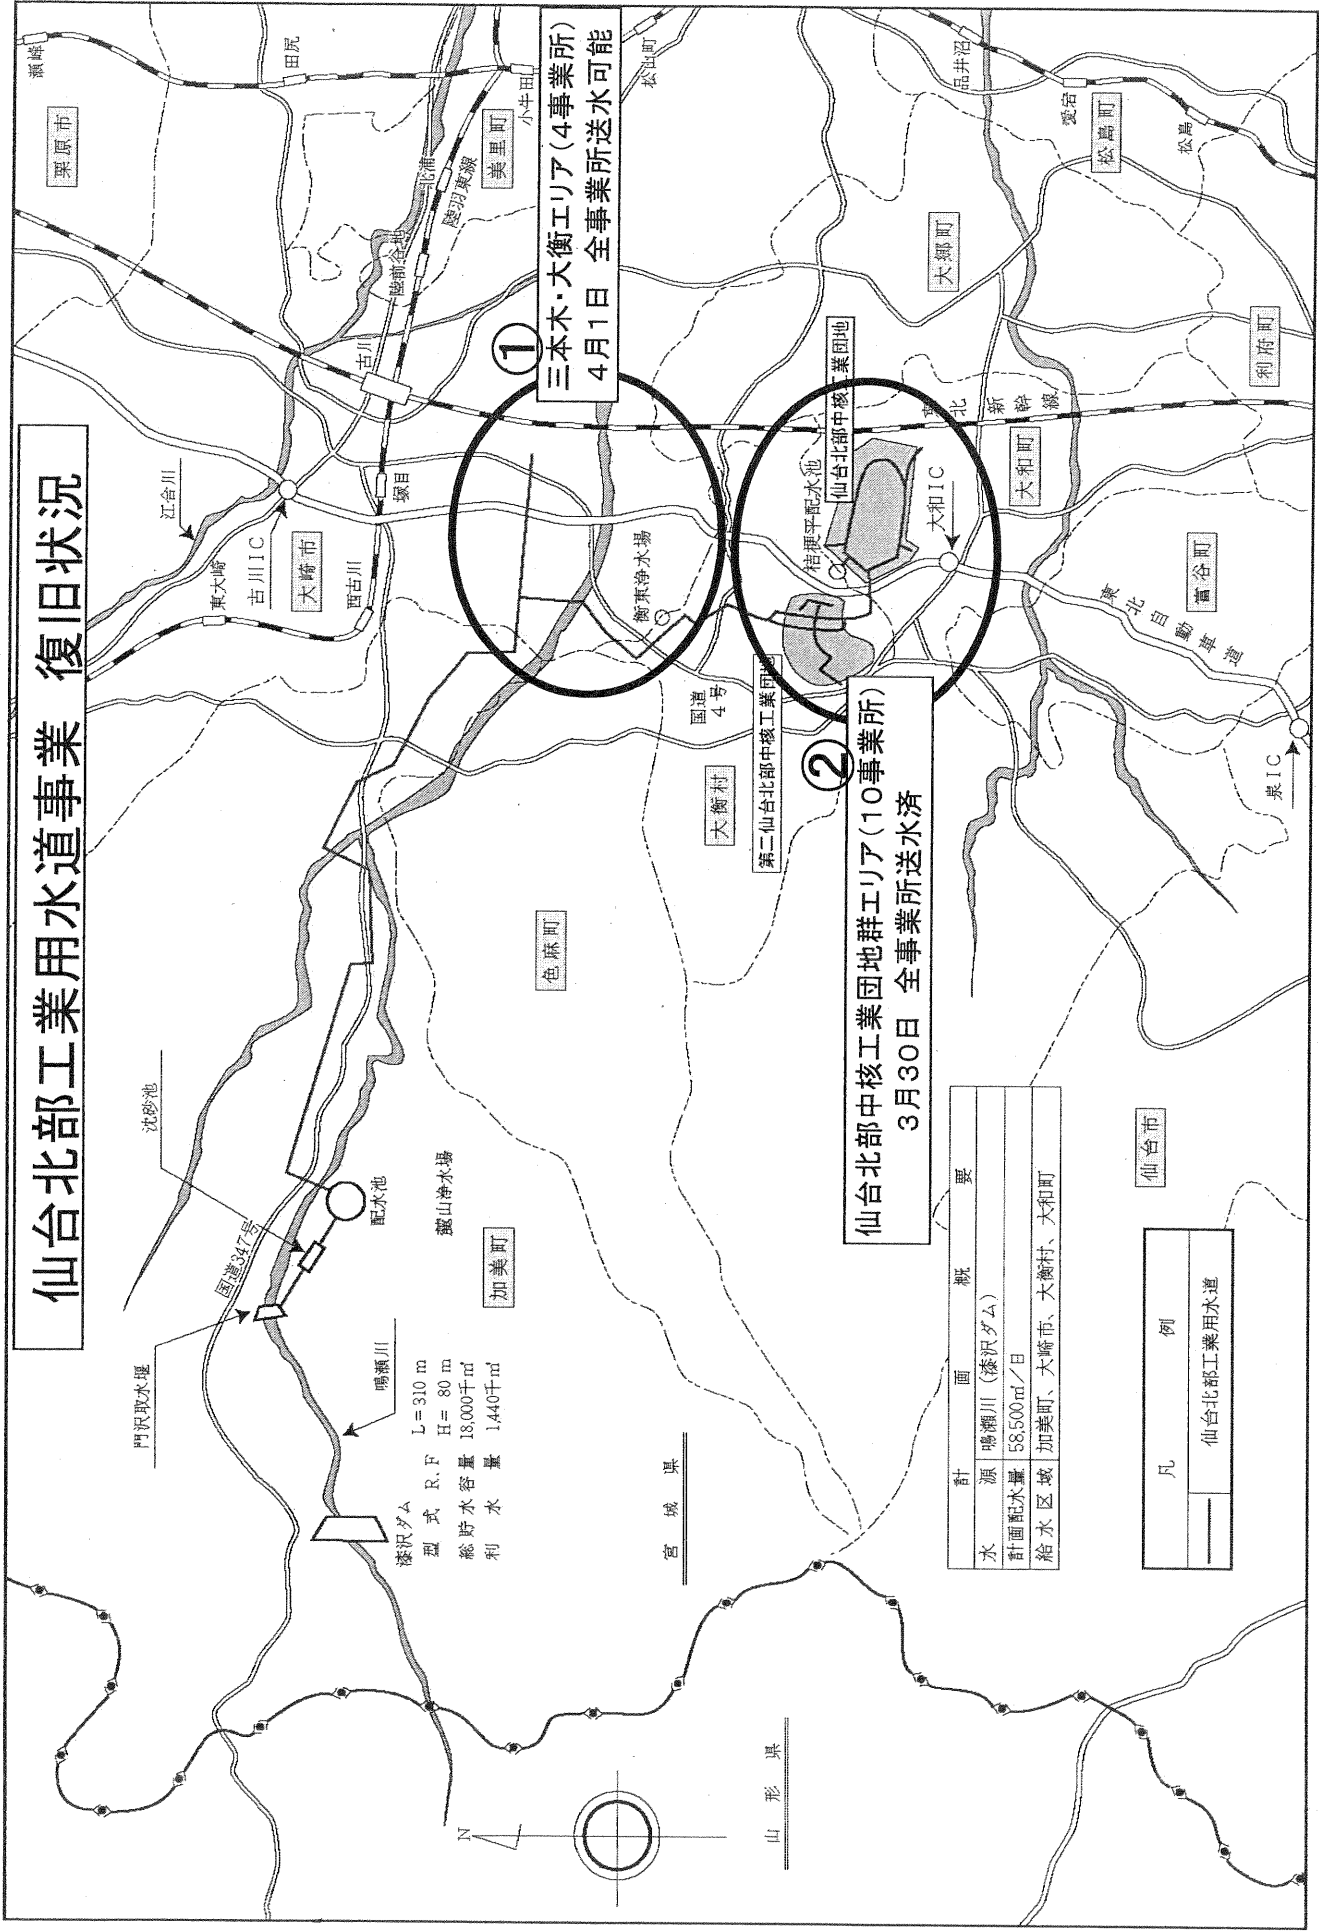 仙台北部工業用水道事業 復旧状況
①
三本木・大衡エリア(4事業所)
4月1日 全事業所送水可能
②
仙台北部中核工業団地群エリア(10事業所)
3月30日 全事業所送水済
門沢取水堰
沈砂池
国道347号
配水池
鳴瀬川
加美町
漆沢ダム
型式 R.F L=310m
H= 80m
総貯水容量 18,000千㎥
利水量 1,440千㎥
宮城県
山形県
N
色麻町
大衡村
第二仙台北部中核工業団地
国道
4号
衡東浄水場
桔梗平配水池
仙台北部中核工業団地
大和IC
大和町
東北新幹線
東北自動車道
富谷町
泉IC
利府町
大郷町
松島町
松島
愛宕
品井沼
松山町
小牛田
美里町
北浦
陸羽東線
陸前谷地
古川
塚目
西古川
東大崎
大崎市
古川IC
江合川
栗原市
瀬峰
田尻
仙台市
計画概要
水源 鳴瀬川(漆沢ダム)
計画配水量 58,500㎥/日
給水区域 加美町、大崎市、大衡村、大和町
凡例
仙台北部工業用水道